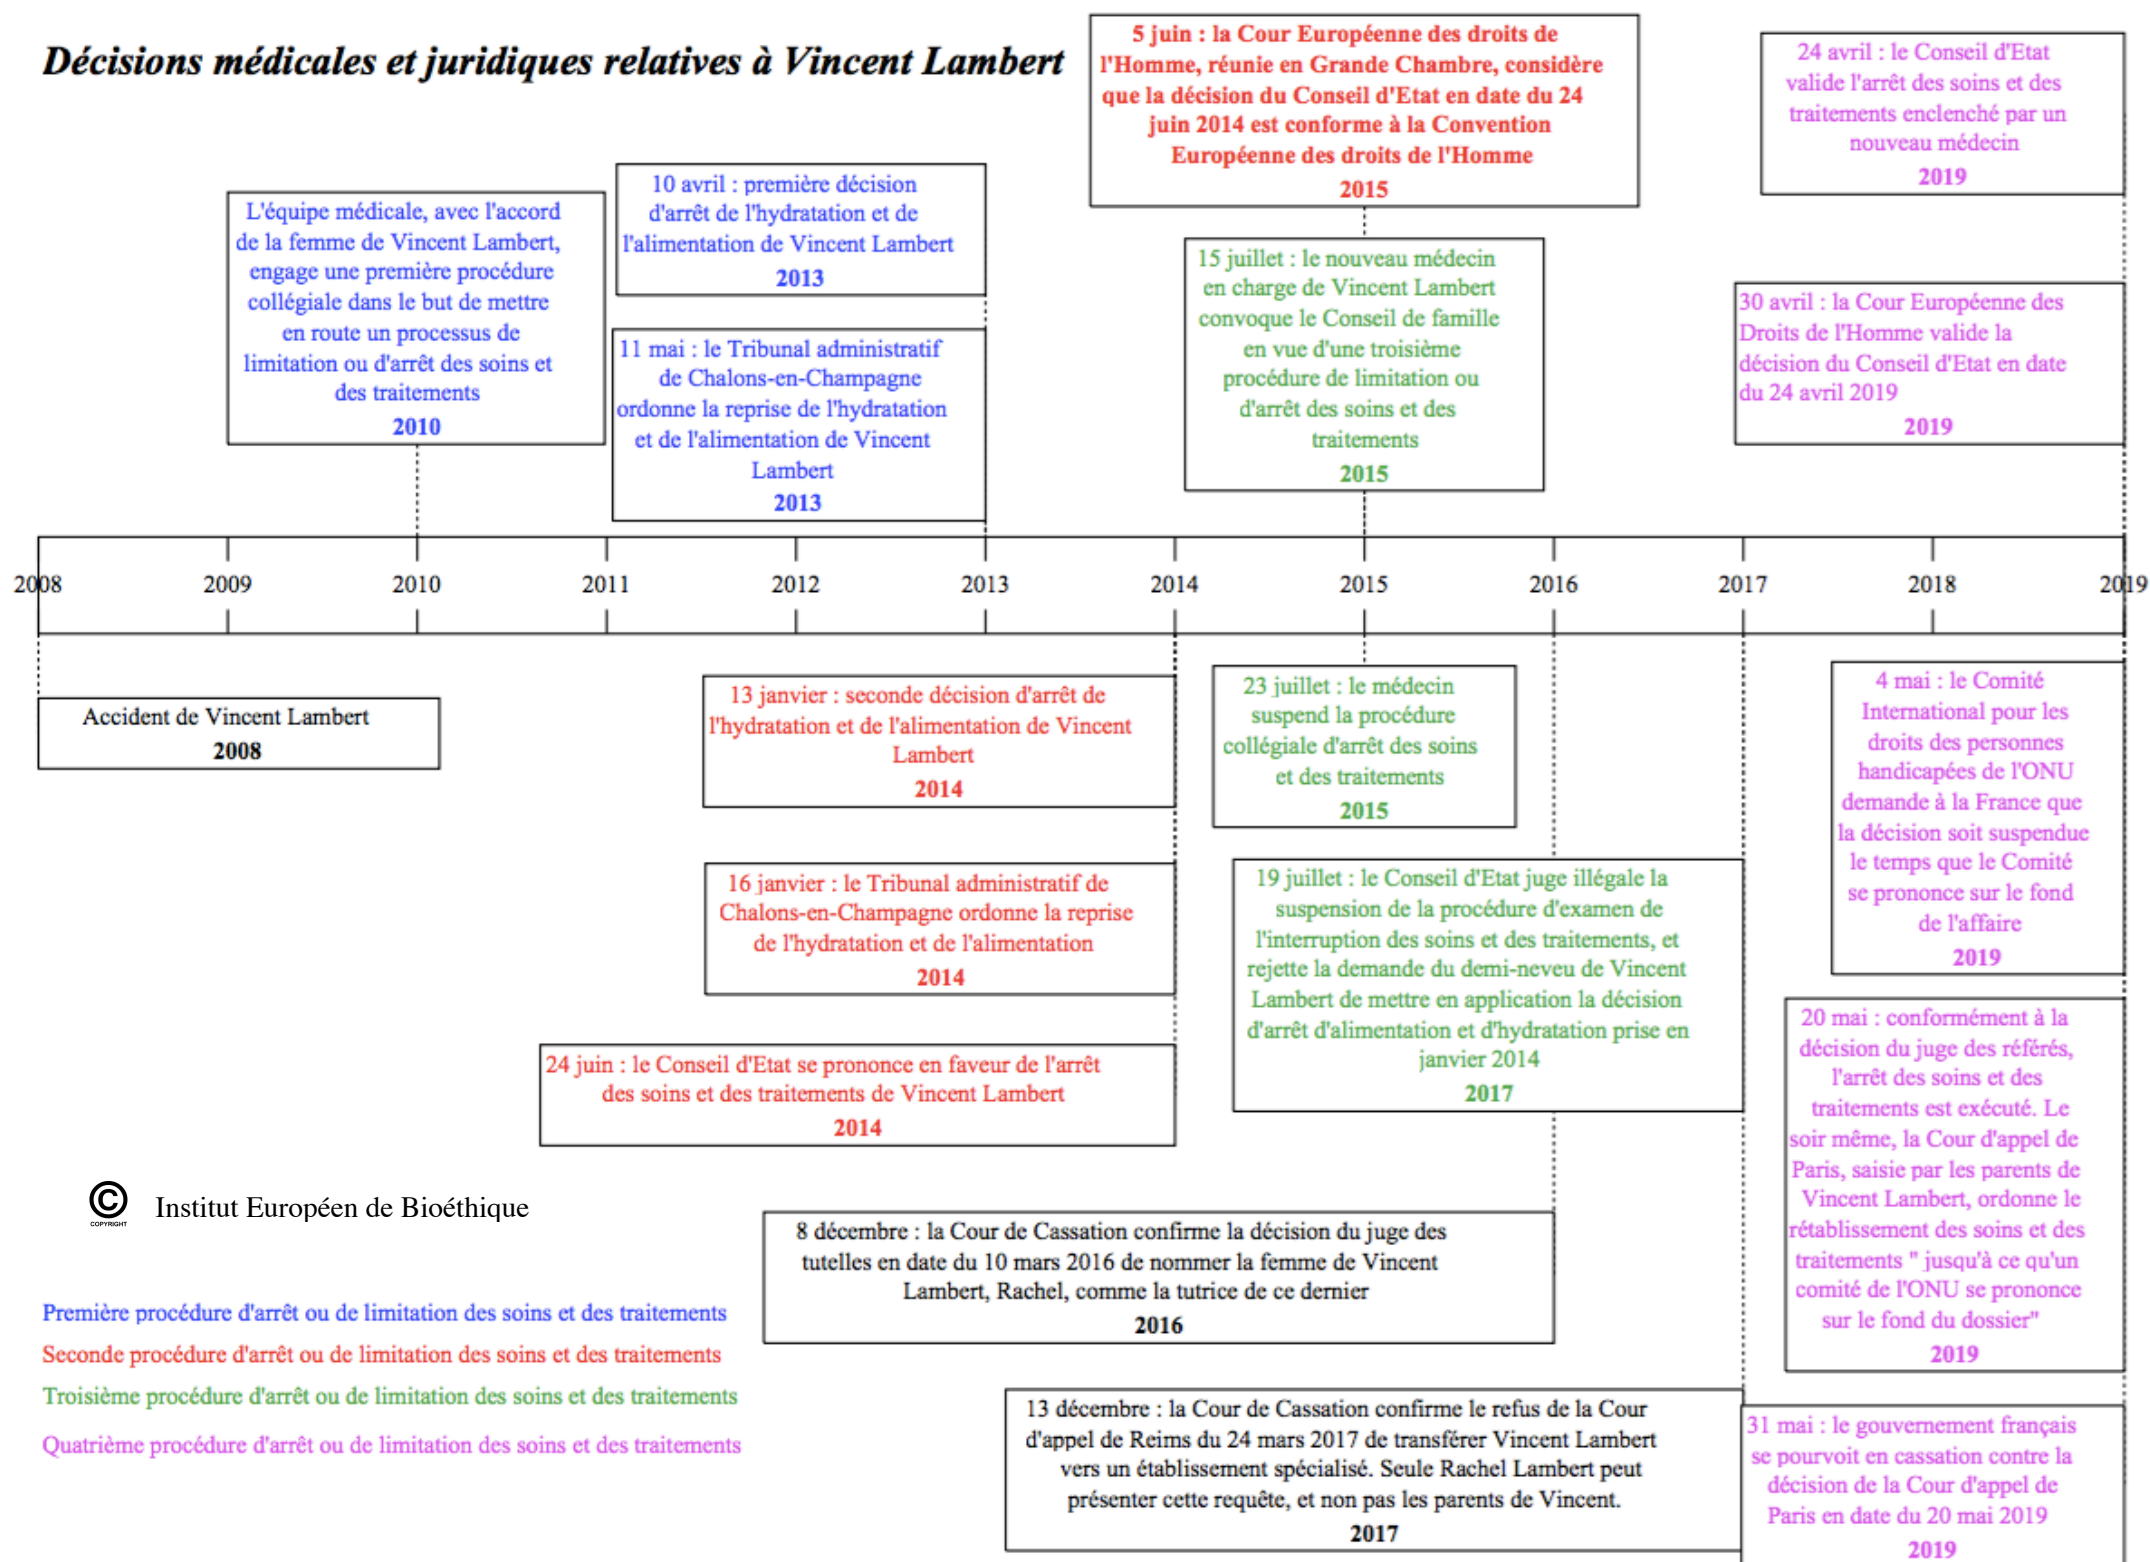 Décisions médicales et juridiques relatives à Vincent Lambert
5 juin : la Cour Européenne des droits de
l'Homme, réunie en Grande Chambre, considère
que la décision du Conseil d'Etat en date du 24
juin 2014 est conforme à la Convention
Européenne des droits de l'Homme
2015
24 avril : le Conseil d'Etat
valide l'arrêt des soins et des
traitements enclenché par un
nouveau médecin
2019
L'équipe médicale, avec l'accord
de la femme de Vincent Lambert,
engage une première procédure
collégiale dans le but de mettre
en route un processus de
limitation ou d'arrêt des soins et
des traitements
2010
10 avril : première décision
d'arrêt de l'hydratation et de
l'alimentation de Vincent Lambert
2013
11 mai : le Tribunal administratif
de Chalons-en-Champagne
ordonne la reprise de l'hydratation
et de l'alimentation de Vincent
Lambert
2013
15 juillet : le nouveau médecin
en charge de Vincent Lambert
convoque le Conseil de famille
en vue d'une troisième
procédure de limitation ou
d'arrêt des soins et des
traitements
2015
30 avril : la Cour Européenne des
Droits de l'Homme valide la
décision du Conseil d'Etat en date
du 24 avril 2019
2019
2008 2009 2010 2011 2012 2013 2014 2015 2016 2017 2018 2019
Accident de Vincent Lambert
2008
13 janvier : seconde décision d'arrêt de
l'hydratation et de l'alimentation de Vincent
Lambert
2014
16 janvier : le Tribunal administratif de
Chalons-en-Champagne ordonne la reprise
de l'hydratation et de l'alimentation
2014
24 juin : le Conseil d'Etat se prononce en faveur de l'arrêt
des soins et des traitements de Vincent Lambert
2014
23 juillet : le médecin
suspend la procédure
collégiale d'arrêt des soins
et des traitements
2015
19 juillet : le Conseil d'Etat juge illégale la
suspension de la procédure d'examen de
l'interruption des soins et des traitements, et
rejette la demande du demi-neveu de Vincent
Lambert de mettre en application la décision
d'arrêt d'alimentation et d'hydratation prise en
janvier 2014
2017
4 mai : le Comité
International pour les
droits des personnes
handicapées de l'ONU
demande à la France que
la décision soit suspendue
le temps que le Comité
se prononce sur le fond
de l'affaire
2019
20 mai : conformément à la
décision du juge des référés,
l'arrêt des soins et des
traitements est exécuté. Le
soir même, la Cour d'appel de
Paris, saisie par les parents de
Vincent Lambert, ordonne le
rétablissement des soins et des
traitements " jusqu'à ce qu'un
comité de l'ONU se prononce
sur le fond du dossier"
2019
© COPYRIGHT Institut Européen de Bioéthique
8 décembre : la Cour de Cassation confirme la décision du juge des
tutelles en date du 10 mars 2016 de nommer la femme de Vincent
Lambert, Rachel, comme la tutrice de ce dernier
2016
Première procédure d'arrêt ou de limitation des soins et des traitements
Seconde procédure d'arrêt ou de limitation des soins et des traitements
Troisième procédure d'arrêt ou de limitation des soins et des traitements
Quatrième procédure d'arrêt ou de limitation des soins et des traitements
13 décembre : la Cour de Cassation confirme le refus de la Cour
d'appel de Reims du 24 mars 2017 de transférer Vincent Lambert
vers un établissement spécialisé. Seule Rachel Lambert peut
présenter cette requête, et non pas les parents de Vincent.
2017
31 mai : le gouvernement français
se pourvoit en cassation contre la
décision de la Cour d'appel de
Paris en date du 20 mai 2019
2019